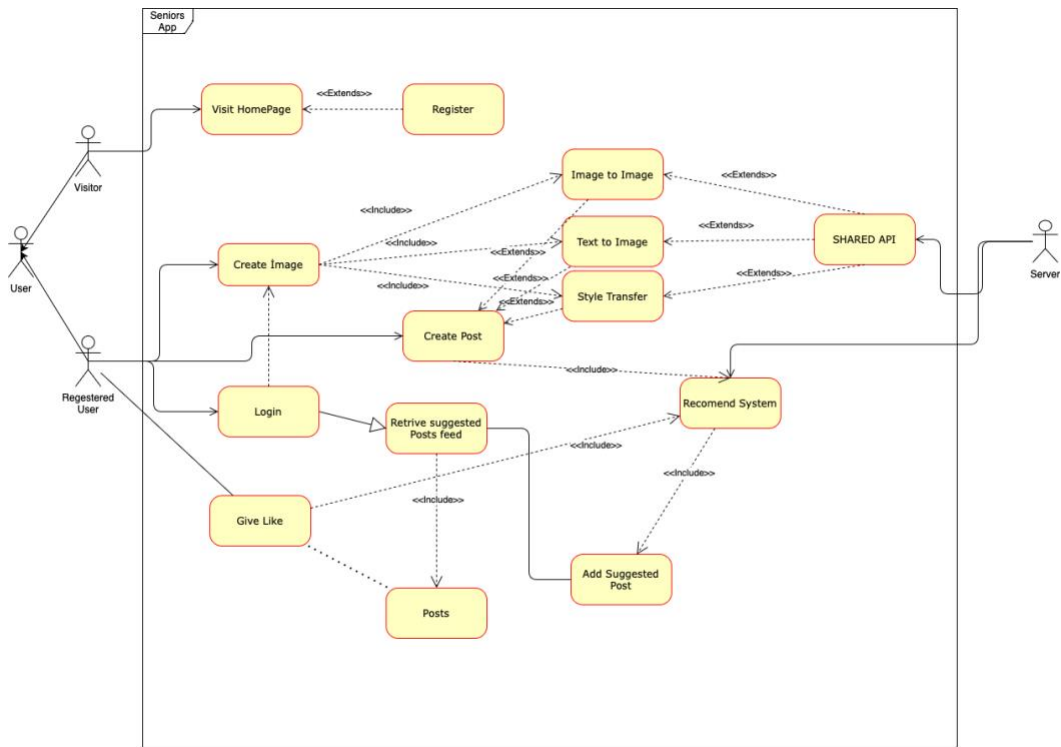 Seniors
App
<<Extends>>
Visit HomePage
Register
Visitor
Image to Image
<<Extends>>
<<Include>>
<<Include>>
Text to Image
<<Extends>>
SHARED API
User
Create İmage
<<Extends>>
<<Extends>>
Server
<<Include>>
Style Transfer
<<Extends>>
Create Post
<<Include>>
Regestered
User
Login
Recomend System
Retrive suggested
Posts feed
<<Include>>
<<Include>>
<<Include>>
Give Like
Add Suggested
Post
Posts